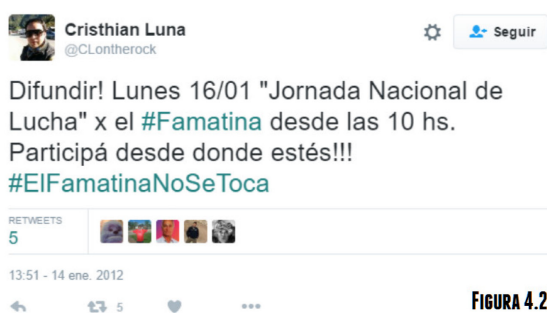 Cristhian Luna
@CLontherock
Seguir
Difundir! Lunes 16/01 "Jornada Nacional de
Lucha" x el #Famatina desde las 10 hs.
Participá desde donde estés!!!
#ElFamatinaNoSeToca
RETWEETS
5
13:51 - 14 ene. 2012
5
FIGURA 4.2